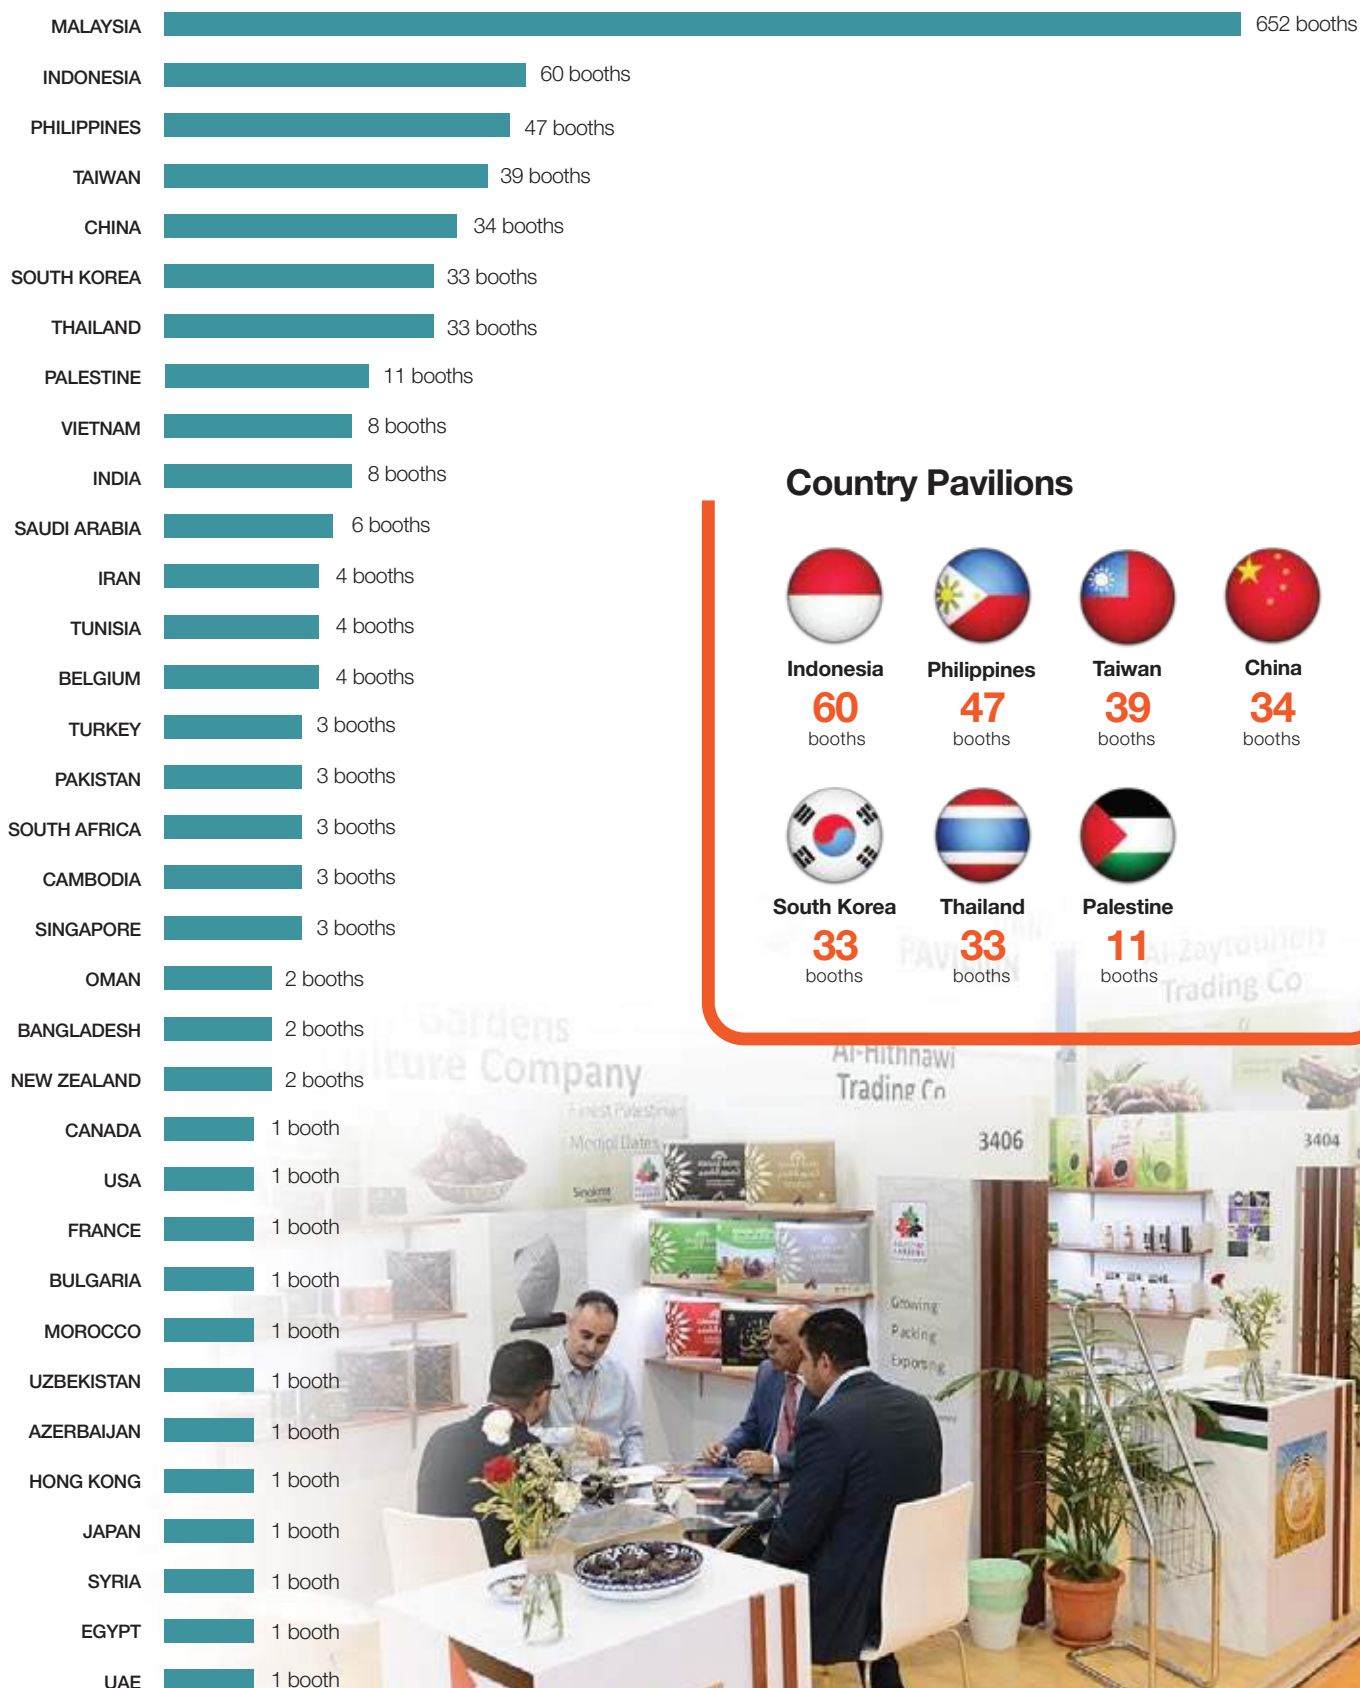 MALAYSIA 652 booths
INDONESIA 60 booths
PHILIPPINES 47 booths
TAIWAN 39 booths
CHINA 34 booths
SOUTH KOREA 33 booths
THAILAND 33 booths
PALESTINE 11 booths
VIETNAM 8 booths
INDIA 8 booths
SAUDI ARABIA 6 booths
IRAN 4 booths
TUNISIA 4 booths
BELGIUM 4 booths
TURKEY 3 booths
PAKISTAN 3 booths
SOUTH AFRICA 3 booths
CAMBODIA 3 booths
SINGAPORE 3 booths
OMAN 2 booths
BANGLADESH 2 booths
NEW ZEALAND 2 booths
CANADA 1 booth
USA 1 booth
FRANCE 1 booth
BULGARIA 1 booth
MOROCCO 1 booth
UZBEKISTAN 1 booth
AZERBAIJAN 1 booth
HONG KONG 1 booth
JAPAN 1 booth
SYRIA 1 booth
EGYPT 1 booth
UAE 1 booth
Country Pavilions
Indonesia Philippines Taiwan China
60 47 39 34
booths booths booths booths
South Korea Thailand Palestine
33 33 11
booths booths booths
PAVILION
Al-Zaytouneh
Trading Co
Gardens
Company
Al-Hithnawi
Trading Co
Finest Palestinian
Medjol Dates
Sinokrot
3406
3404
Growing
Packing
Exporting